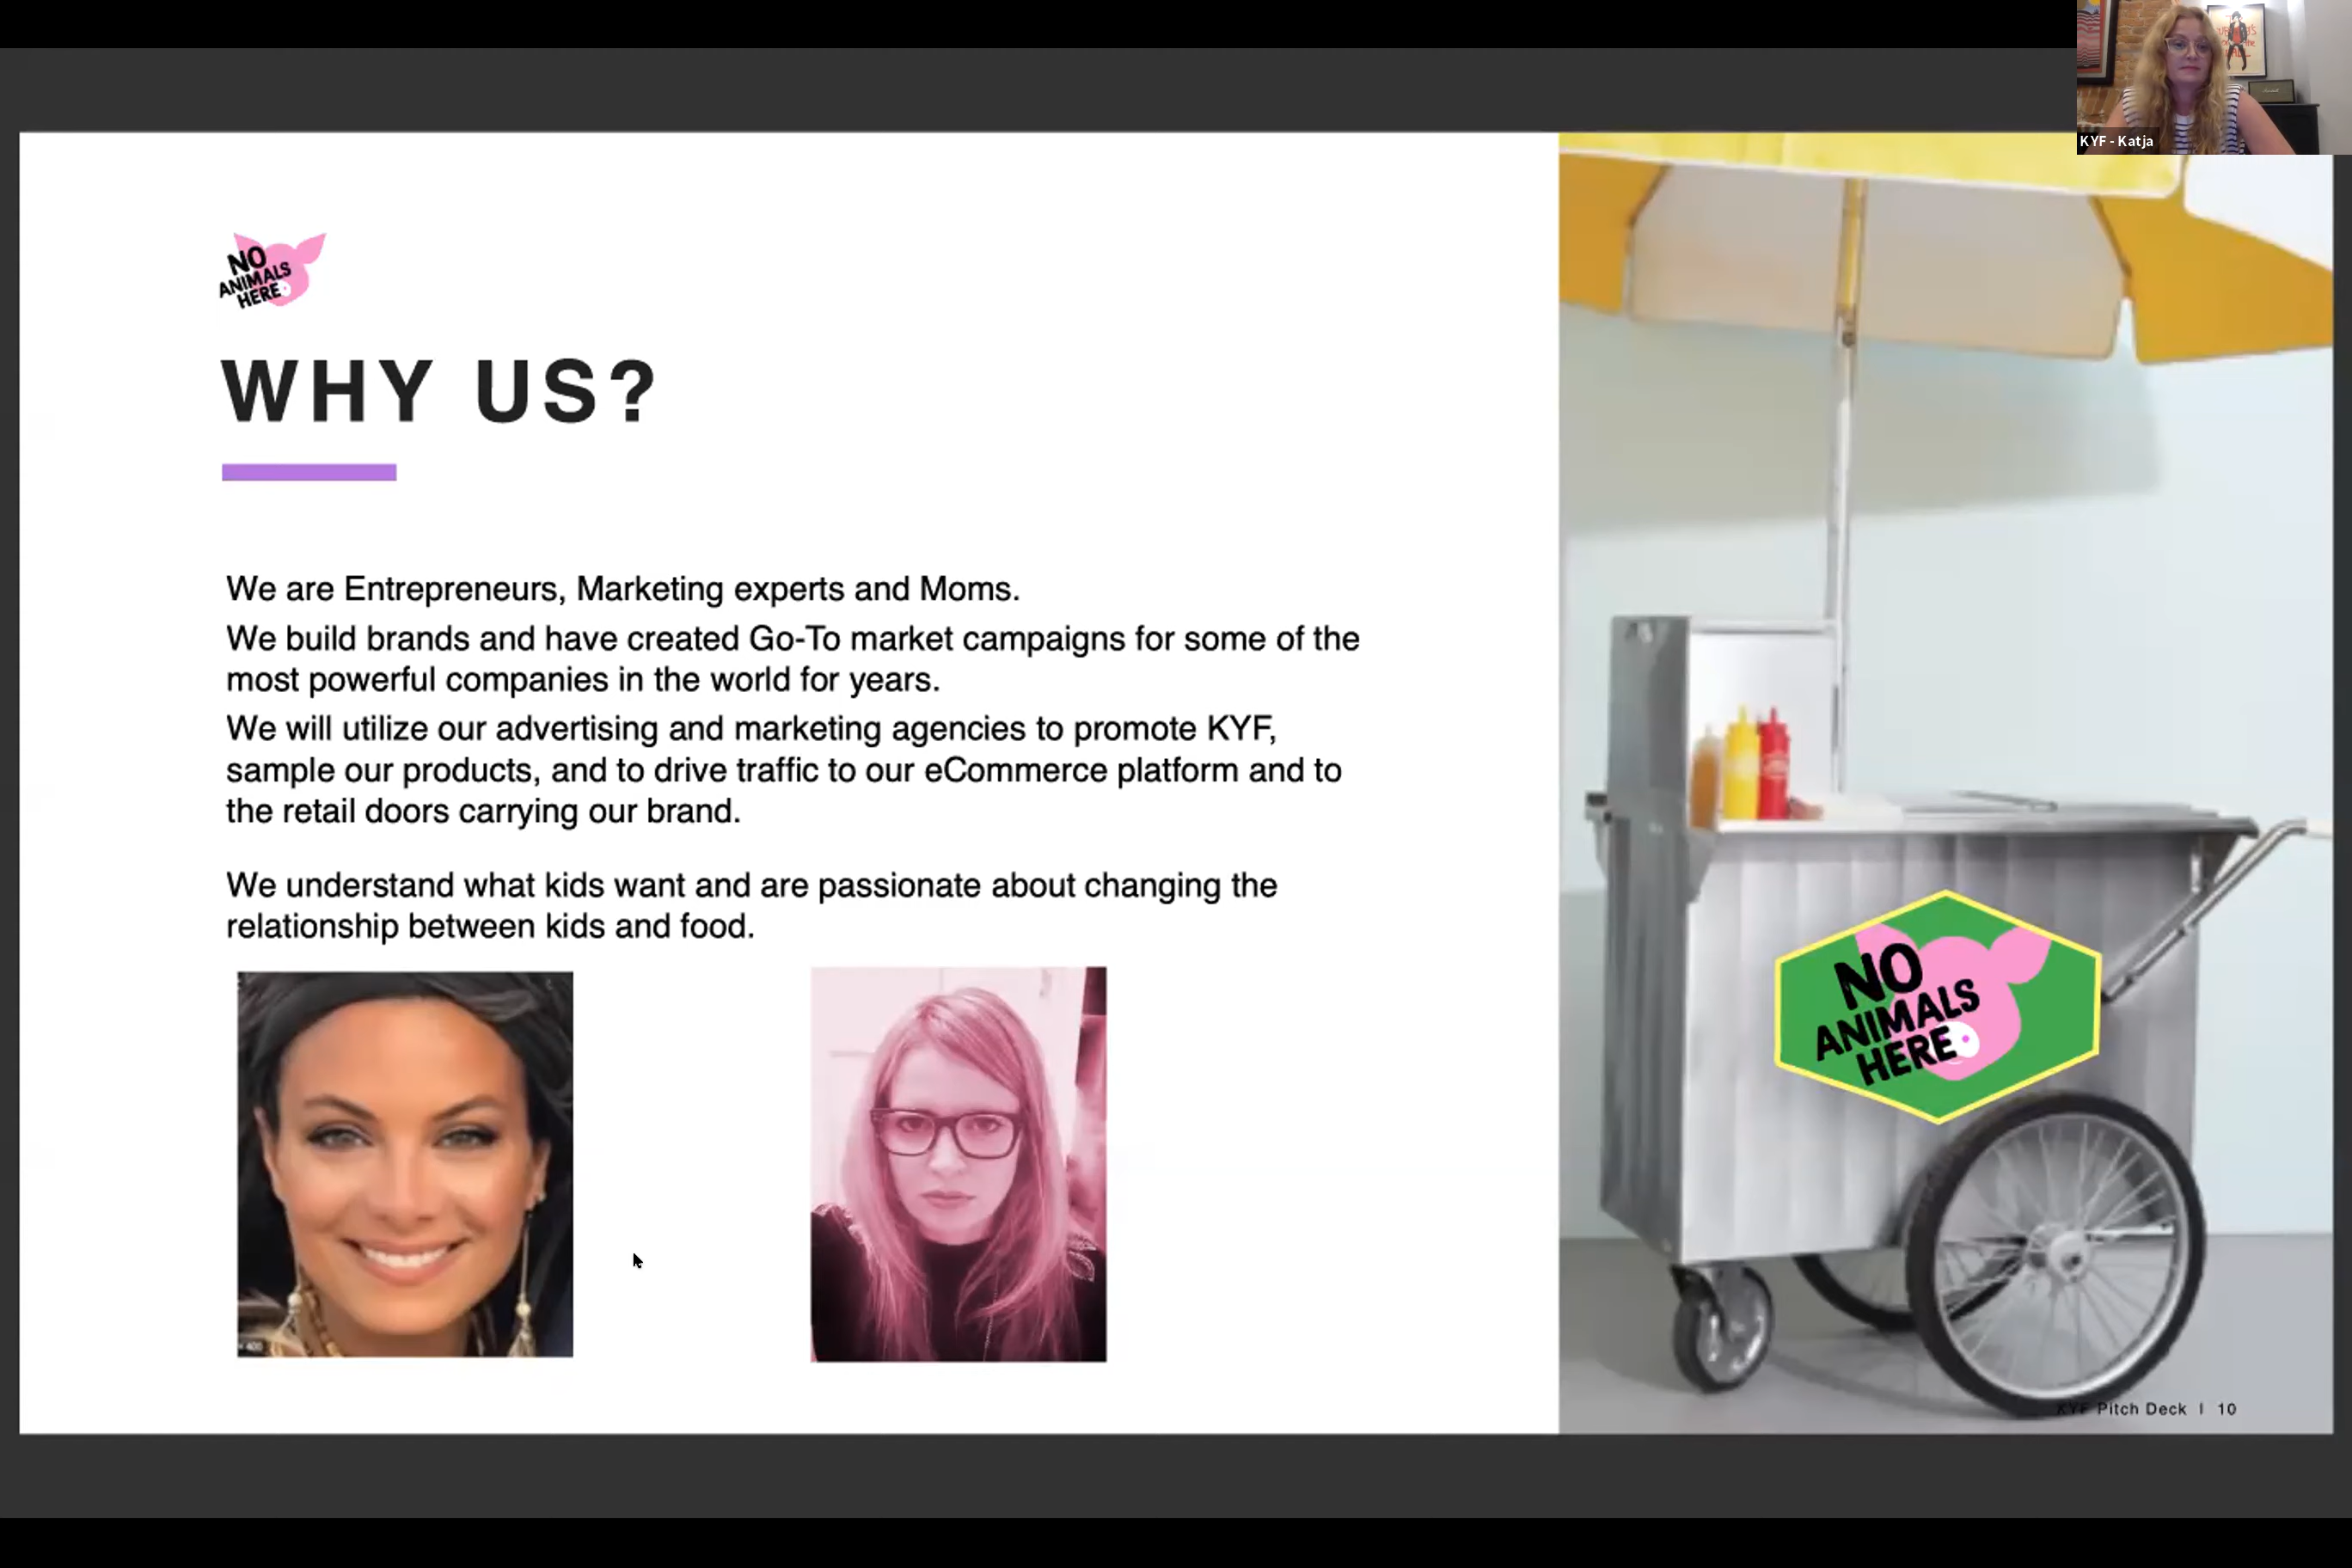 KYF - Katja
NO
ANIMALS
HERE
WHY US?
We are Entrepreneurs, Marketing experts and Moms.
We build brands and have created Go-To market campaigns for some of the
most powerful companies in the world for years.
We will utilize our advertising and marketing agencies to promote KYF,
sample our products, and to drive traffic to our eCommerce platform and to
the retail doors carrying our brand.
We understand what kids want and are passionate about changing the
relationship between kids and food.
NO
ANIMALS
HERE
KYF Pitch Deck | 10